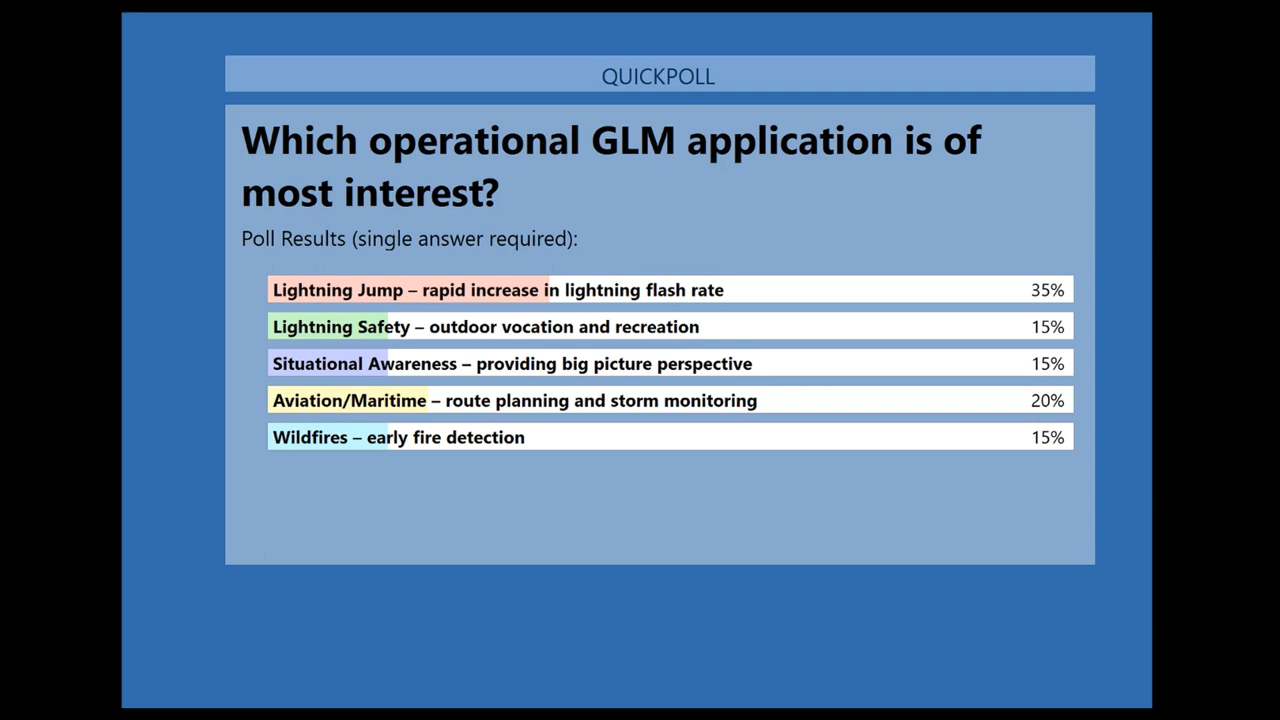 QUICKPOLL
Which operational GLM application is of
most interest?
Poll Results (single answer required):
Lightning Jump – rapid increase in lightning flash rate 35%
Lightning Safety – outdoor vocation and recreation 15%
Situational Awareness – providing big picture perspective 15%
Aviation/Maritime – route planning and storm monitoring 20%
Wildfires – early fire detection 15%